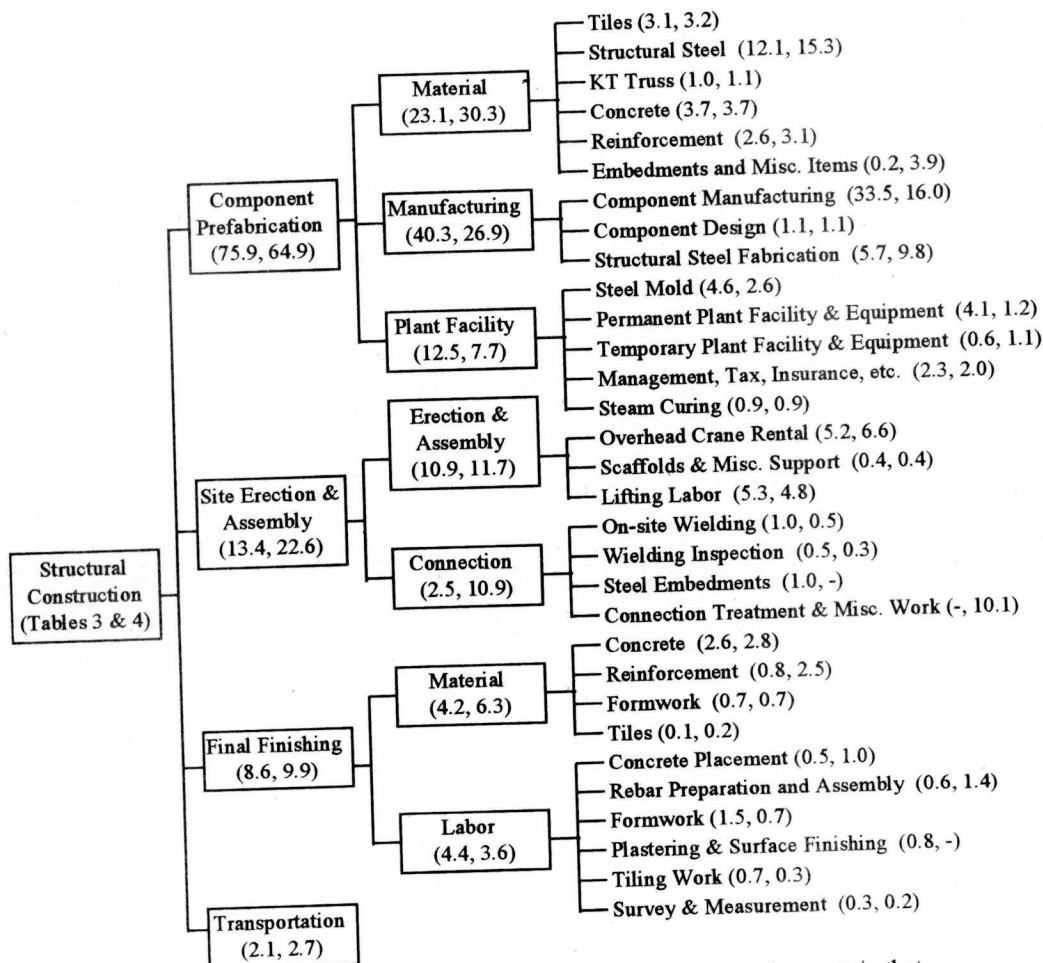 Structural
Construction
(Tables 3 & 4)
Component
Prefabrication
(75.9, 64.9)
Material
(23.1, 30.3)
Tiles (3.1, 3.2)
Structural Steel (12.1, 15.3)
KT Truss (1.0, 1.1)
Concrete (3.7, 3.7)
Reinforcement (2.6, 3.1)
Embedments and Misc. Items (0.2, 3.9)
Manufacturing
(40.3, 26.9)
Component Manufacturing (33.5, 16.0)
Component Design (1.1, 1.1)
Structural Steel Fabrication (5.7, 9.8)
Plant Facility
(12.5, 7.7)
Steel Mold (4.6, 2.6)
Permanent Plant Facility & Equipment (4.1, 1.2)
Temporary Plant Facility & Equipment (0.6, 1.1)
Management, Tax, Insurance, etc. (2.3, 2.0)
Steam Curing (0.9, 0.9)
Site Erection &
Assembly
(13.4, 22.6)
Erection &
Assembly
(10.9, 11.7)
Overhead Crane Rental (5.2, 6.6)
Scaffolds & Misc. Support (0.4, 0.4)
Lifting Labor (5.3, 4.8)
Connection
(2.5, 10.9)
On-site Wielding (1.0, 0.5)
Wielding Inspection (0.5, 0.3)
Steel Embedments (1.0, -)
Connection Treatment & Misc. Work (-, 10.1)
Final Finishing
(8.6, 9.9)
Material
(4.2, 6.3)
Concrete (2.6, 2.8)
Reinforcement (0.8, 2.5)
Formwork (0.7, 0.7)
Tiles (0.1, 0.2)
Labor
(4.4, 3.6)
Concrete Placement (0.5, 1.0)
Rebar Preparation and Assembly (0.6, 1.4)
Formwork (1.5, 0.7)
Plastering & Surface Finishing (0.8, -)
Tiling Work (0.7, 0.3)
Survey & Measurement (0.3, 0.2)
Transportation
(2.1, 2.7)